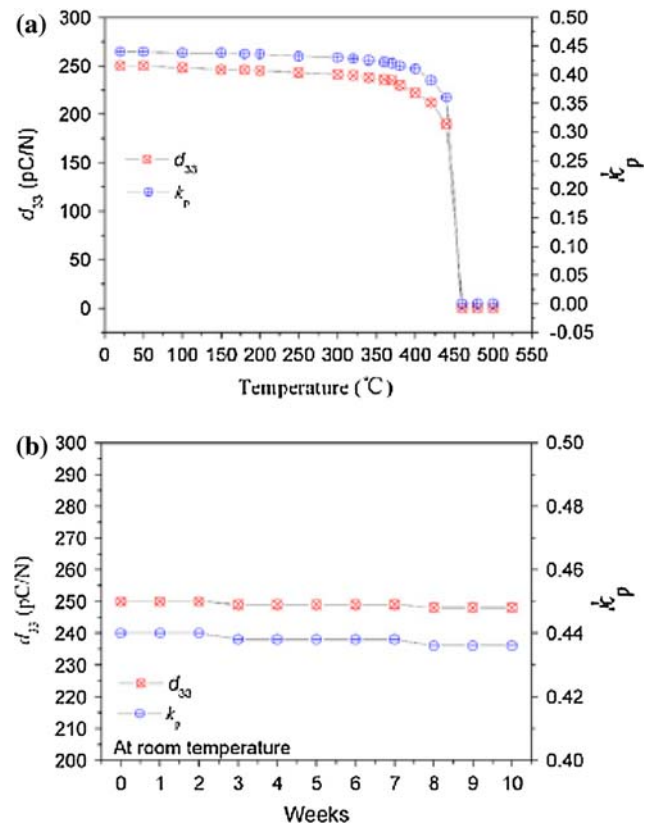 (a)
300
250
200
150
100
50
0
d33 (pC/N)
0.50
0.45
0.40
0.35
0.30
0.25
0.20
0.15
0.10
0.05
0.00
-0.05
kp
d33
kp
0 50 100 150 200 250 300 350 400 450 500 550
Temperature (℃)
(b)
300
290
280
270
260
250
240
230
220
210
200
d33 (pC/N)
0.50
0.48
0.46
0.44
0.42
0.40
kp
d33
kp
At room temperature
0 1 2 3 4 5 6 7 8 9 10
Weeks